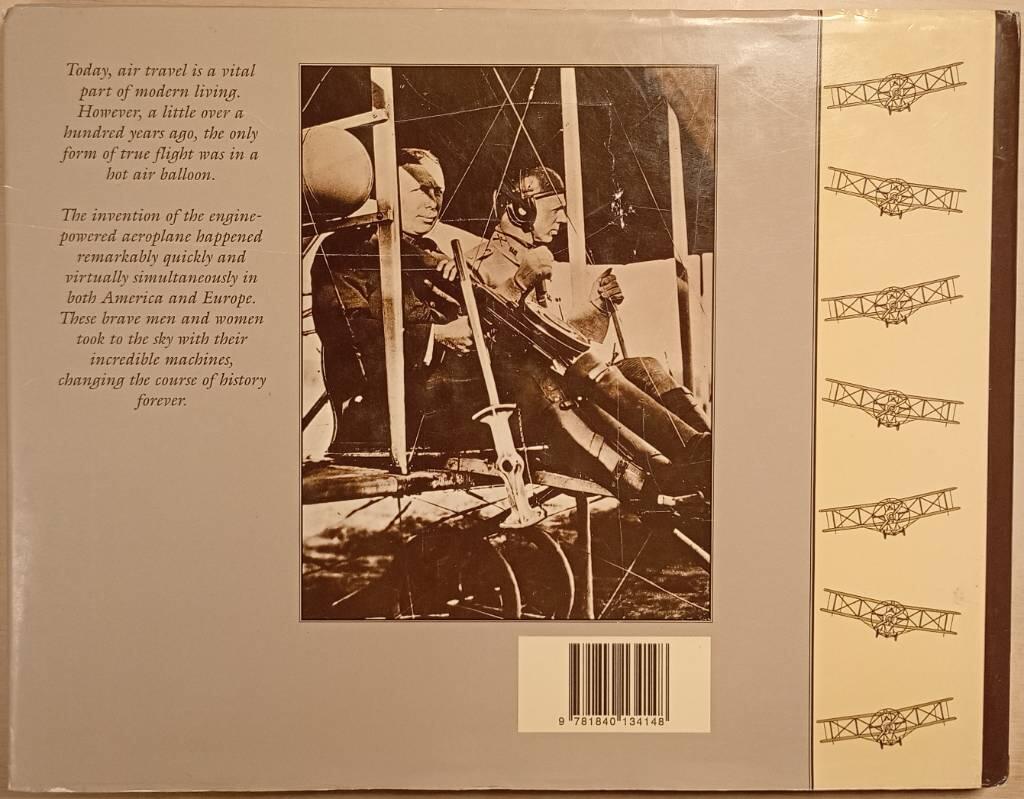 Today, air travel is a vital
part of modern living.
However, a little over a
hundred years ago, the only
form of true flight was in a
hot air balloon.
The invention of the engine-
powered aeroplane happened
remarkably quickly and
virtually simultaneously in
both America and Europe.
These brave men and women
took to the sky with their
incredible machines,
changing the course of history
forever.
9 781840 134148